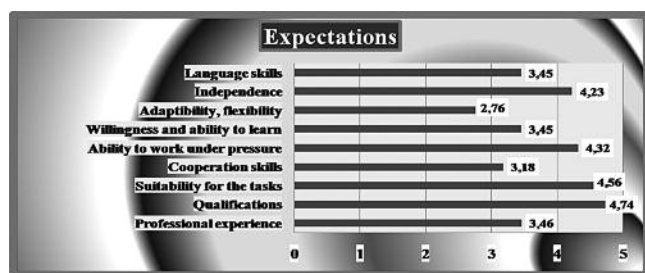 Expectations
Language skills 3,45
Independence 4,23
Adaptibility, flexibility 2,76
Willingness and ability to learn 3,45
Ability to work under pressure 4,32
Cooperation skills 3,18
Suitability for the tasks 4,56
Qualifications 4,74
Professional experience 3,46
0 1 2 3 4 5